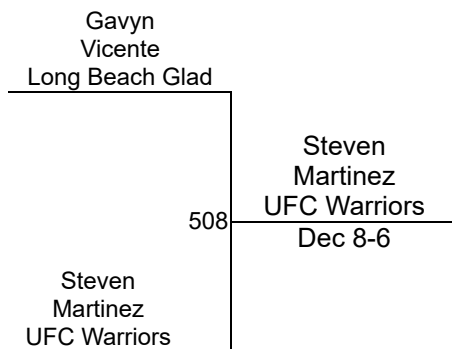 Gavyn
Vicente
Long Beach Glad
Steven
Martinez
UFC Warriors
508
Dec 8-6
Steven
Martinez
UFC Warriors